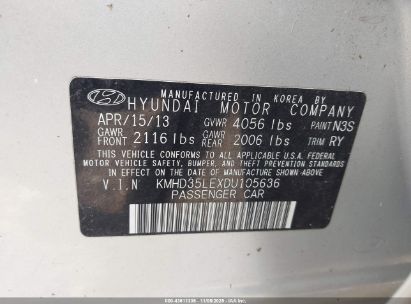 MANUFACTURED IN KOREA BY
HYUNDAI MOTOR COMPANY
APR/15/13 GVWR 4056 lbs PAINT N3S
GAWR FRONT 2116 lbs GAWR REAR 2006 lbs TRIM RY
THIS VEHICLE CONFORMS TO ALL APPLICABLE U.S. FEDERAL
MOTOR VEHICLE SAFETY, BUMPER, AND THEFT PREVENTION
STANDARDS IN EFFECT ON THE DATE OF MANUFACTURE SHOWN ABOVE.
V.I.N KMHD35LEXDU105636
PASSENGER CAR